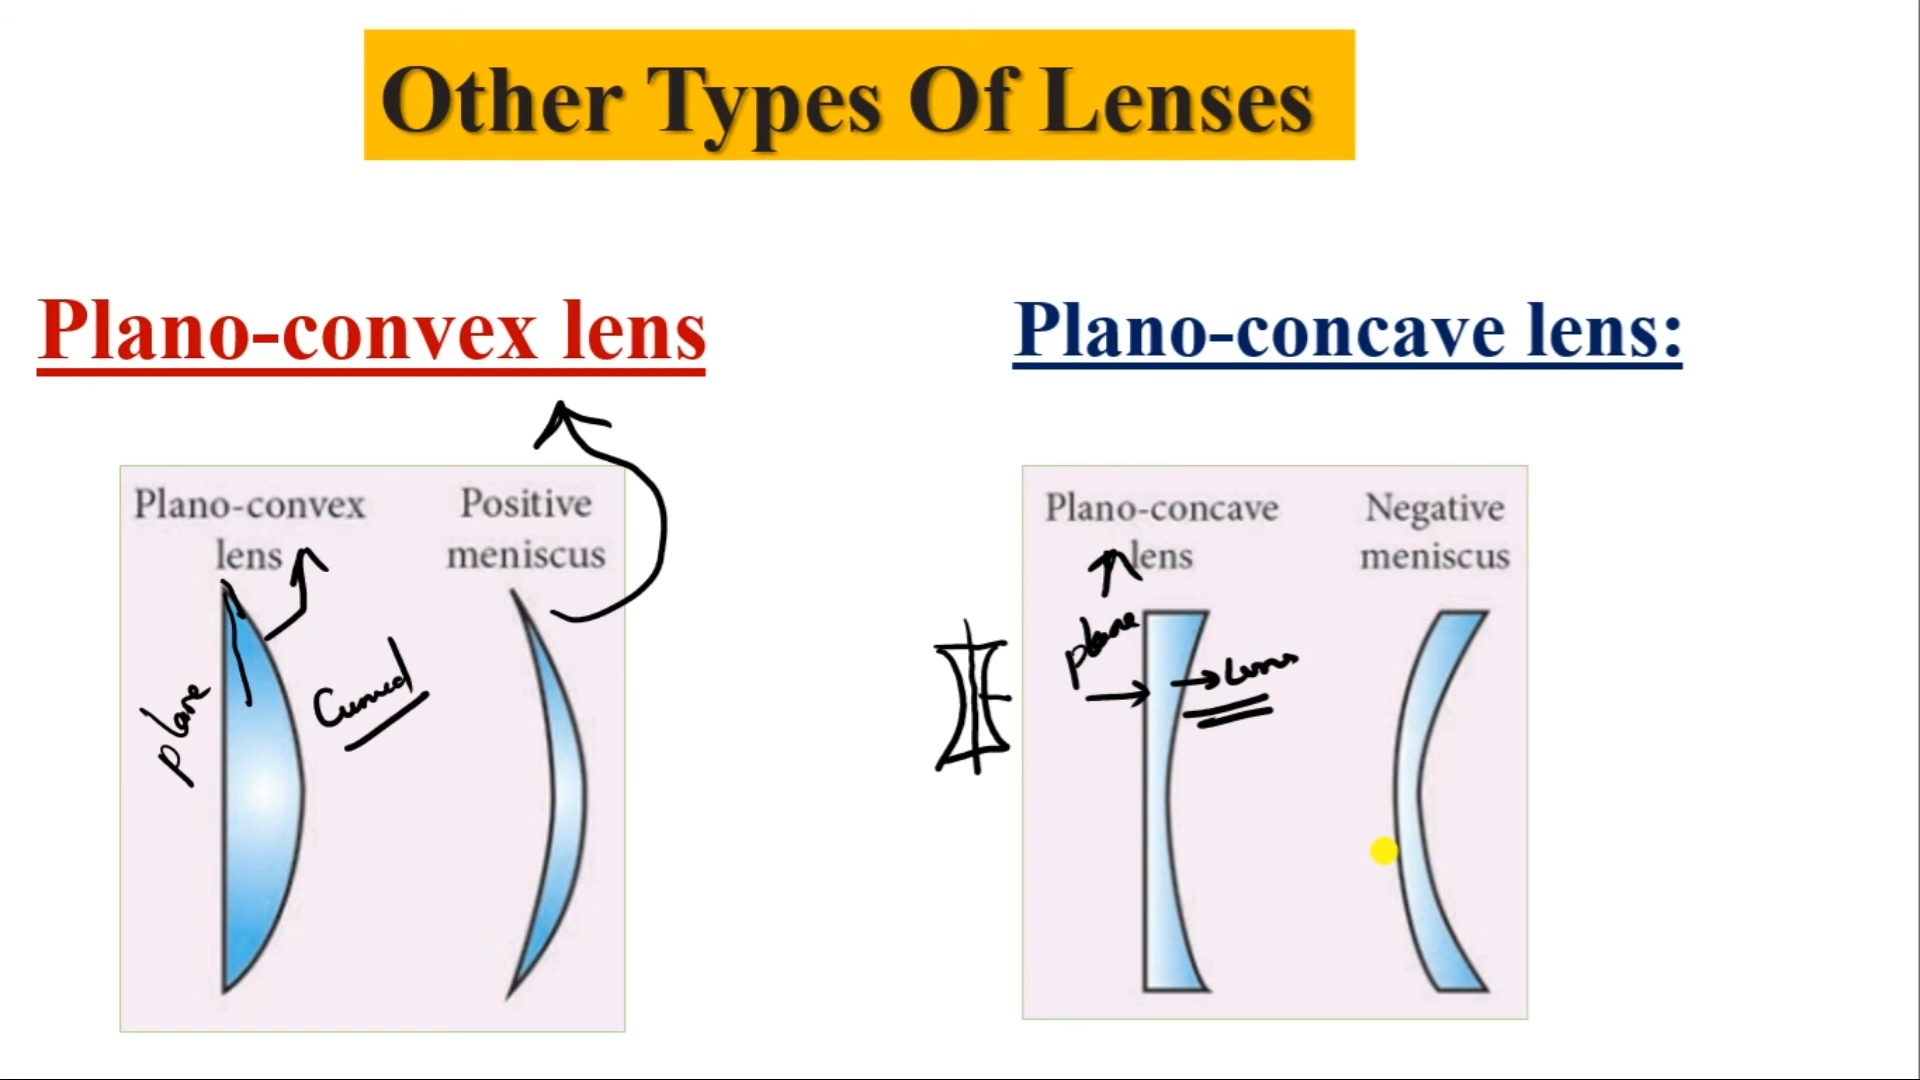 Other Types Of Lenses
Plano-convex lens
Plano-concave lens:
Plano-convex
lens
Positive
meniscus
plane
Curved
Plano-concave
lens
Negative
meniscus
plane